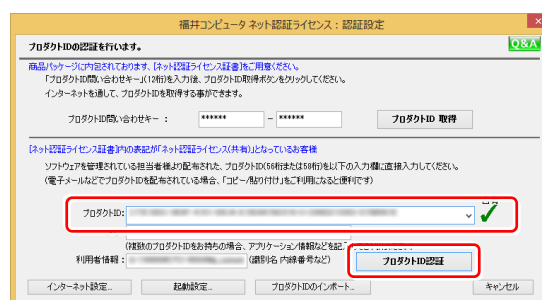 福井コンピュータ ネット認証ライセンス : 認証設定
プロダクトIDの認証を行います。
Q&A
商品パッケージに内包されております、「ネット認証ライセンス証書」をご用意ください。
「プロダクトID問い合わせキー」(12桁)を入力後、プロダクトID取得ボタンをクリックしてください。
インターネットを通して、プロダクトIDを取得する事ができます。
プロダクトID問い合わせキー : ****** - ****** プロダクトID 取得
「ネット認証ライセンス証書」内の表記が「ネット認証ライセンス(共有)」となっているお客様
ソフトウェアを管理されている担当者様より配布された、プロダクトID(56桁または58桁)を以下の入力欄に直接入力してください。
(電子メールなどでプロダクトIDを配布されている場合、「コピー/貼り付け」をご利用になると便利です)
プロダクトID:
(複数のプロダクトIDをお持ちの場合、アプリケーション情報などを記
利用者情報 : (識別名 内線番号など) プロダクトID認証
インターネット設定... 起動設定... プロダクトIDのインポート... キャンセル